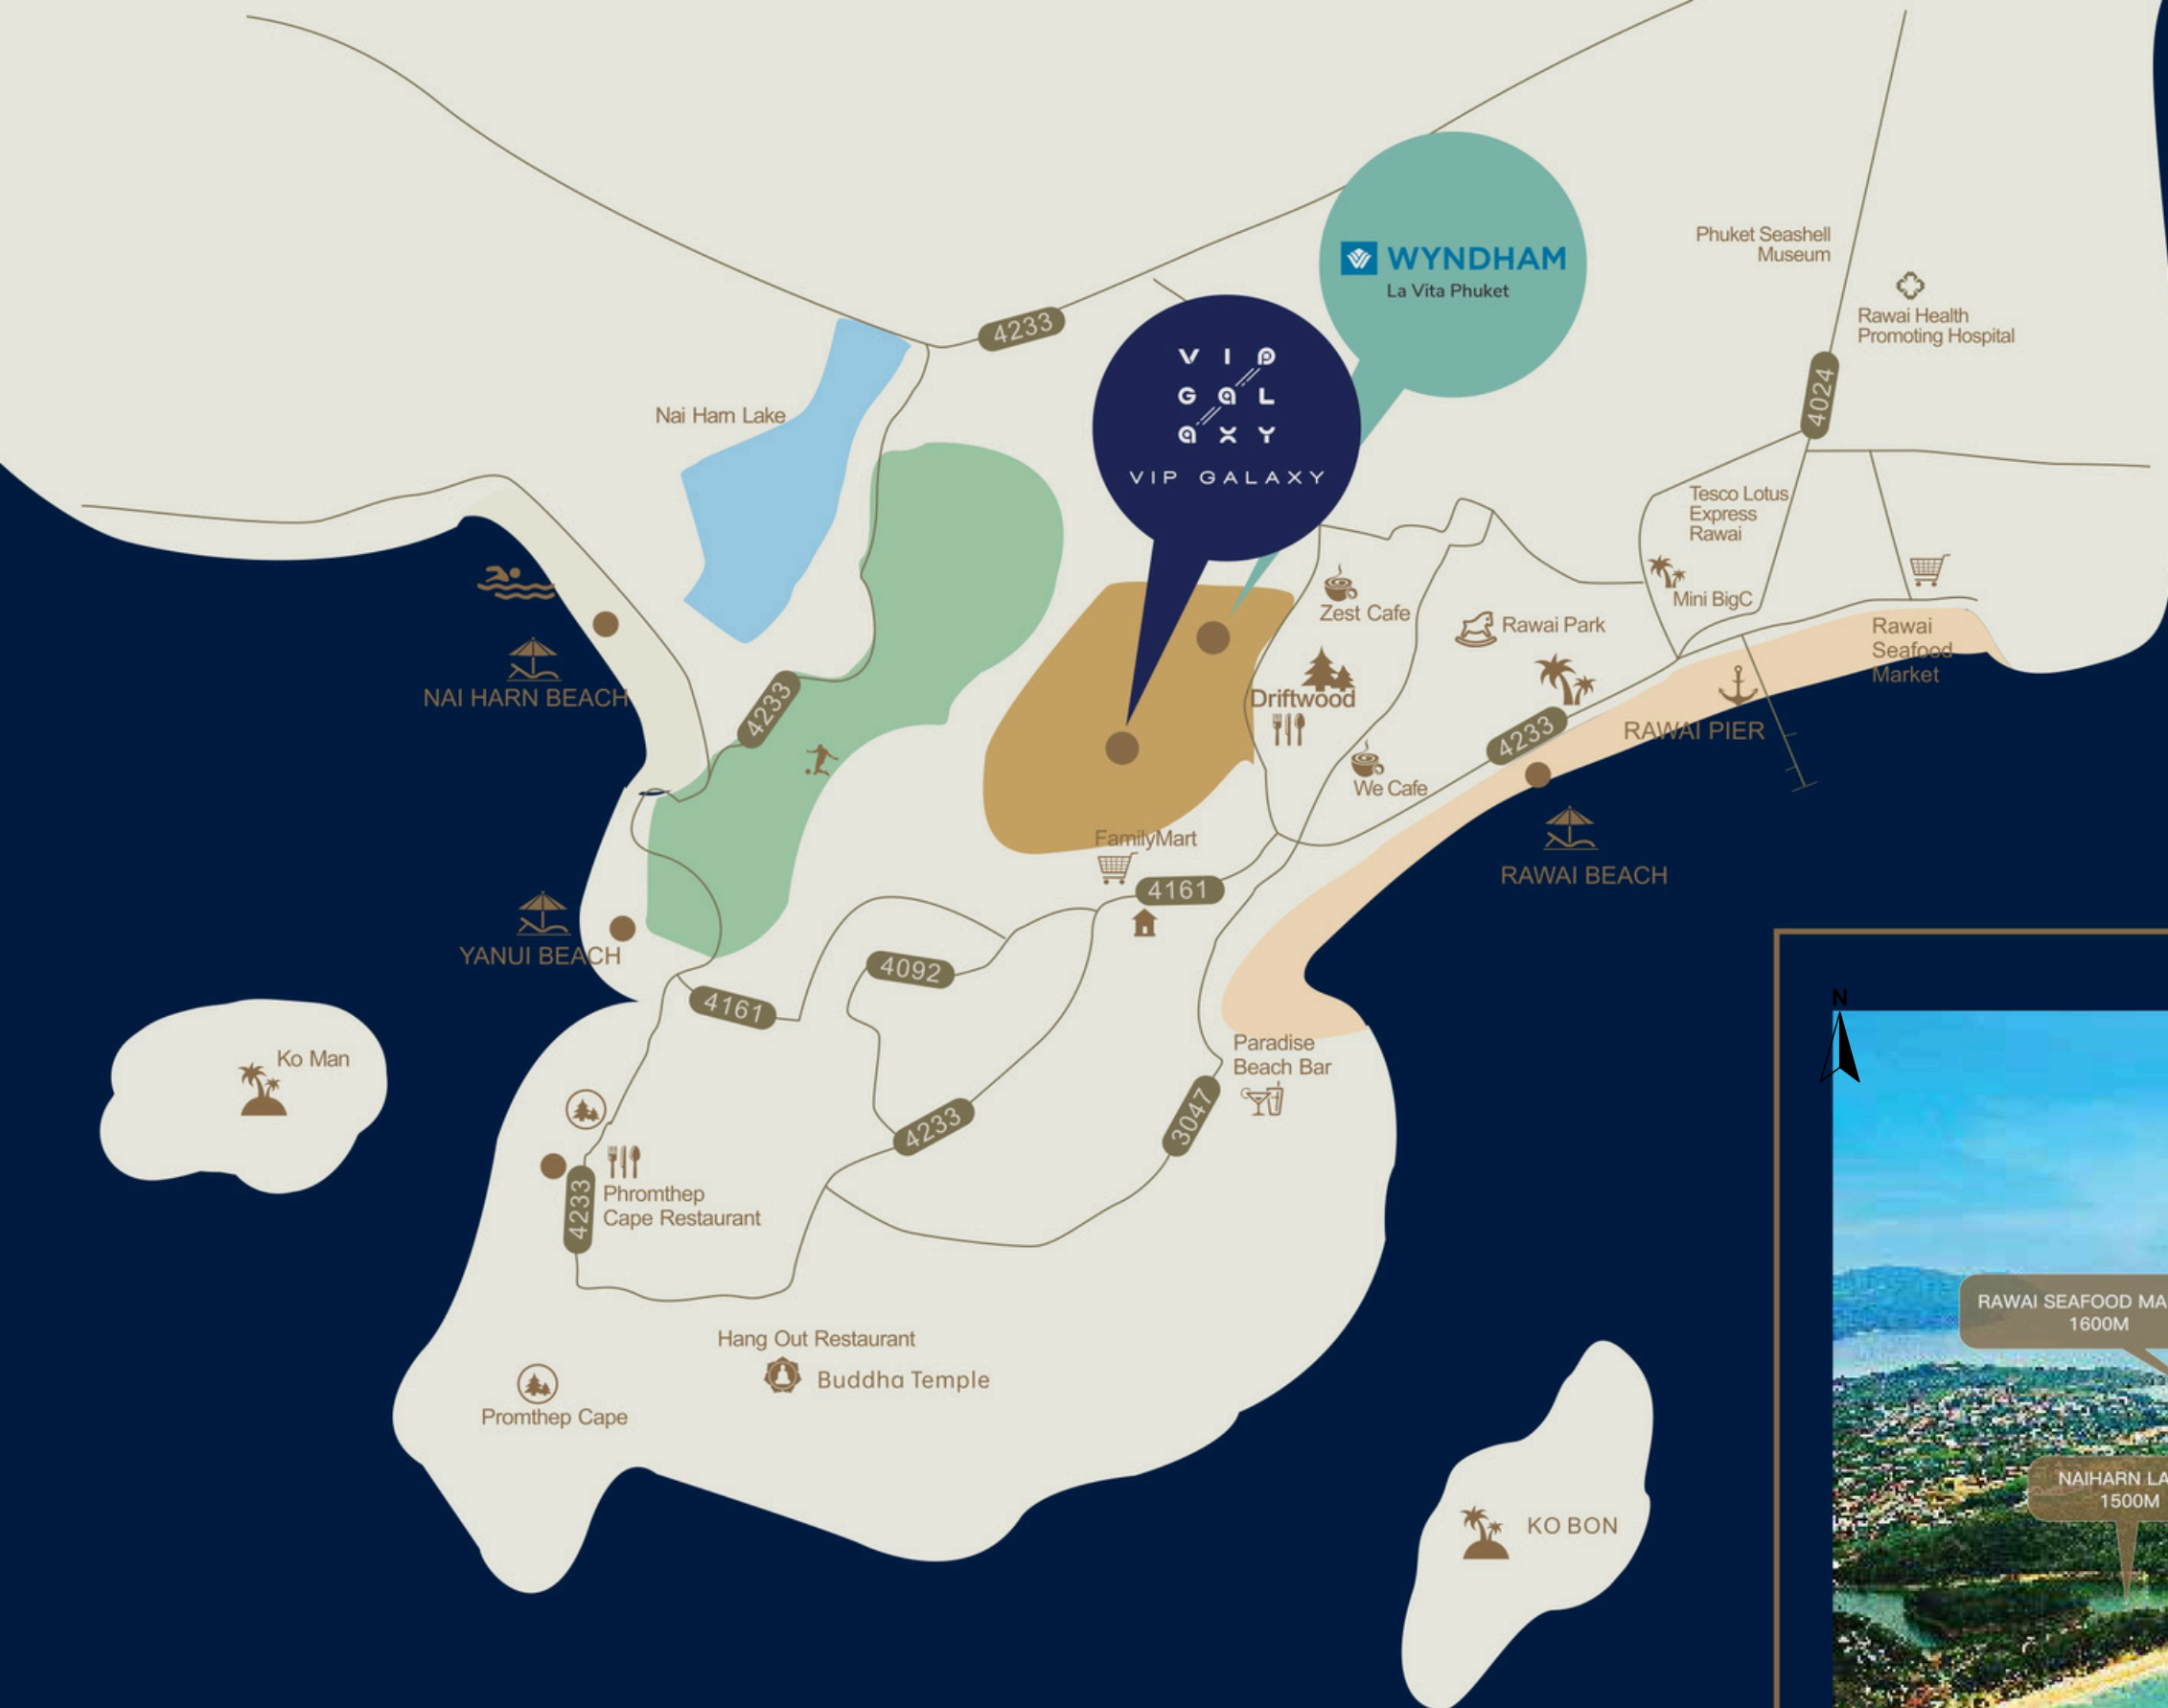 WYNDHAM
La Vita Phuket
Phuket Seashell
Museum
Rawai Health
Promoting Hospital
4233
V I P
G a L
a X Y
VIP GALAXY
4024
Nai Ham Lake
Tesco Lotus
Express
Rawai
Mini BigC
Zest Cafe
Rawai Park
Rawai
Seafood
Market
NAI HARN BEACH
4233
Driftwood
4233
RAWAI PIER
We Cafe
FamilyMart
RAWAI BEACH
4161
YANUI BEACH
4092
4161
N
Paradise
Beach Bar
Ko Man
4233
3047
4233
Phromthep
Cape Restaurant
RAWAI SEAFOOD MA
1600M
Hang Out Restaurant
Buddha Temple
Promthep Cape
NAIHARN LA
1500M
KO BON